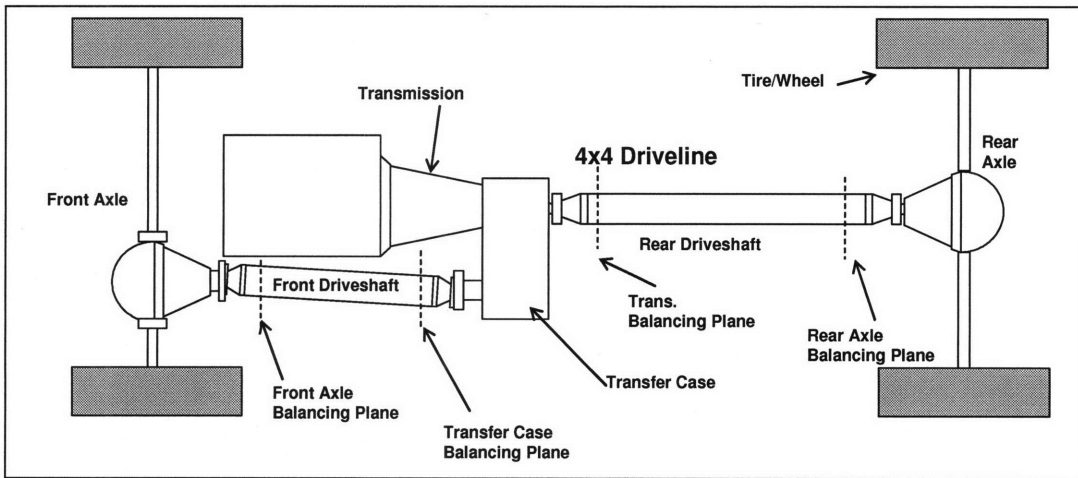 Tire/Wheel
Transmission
4x4 Driveline
Rear
Axle
Front Axle
Rear Driveshaft
Front Driveshaft
Trans.
Balancing Plane
Rear Axle
Balancing Plane
Transfer Case
Front Axle
Balancing Plane
Transfer Case
Balancing Plane